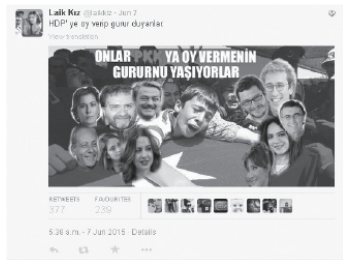 Laik Kız @laikkiz · Jun 7
HDP' ye oy verip gurur duyanlar.
View translation
ONLAR PKK YA OY VERMENİN
GURURNU YAŞIYORLAR
RETWEETS FAVOURITES
377 239
5:38 a.m. - 7 Jun 2015 · Details